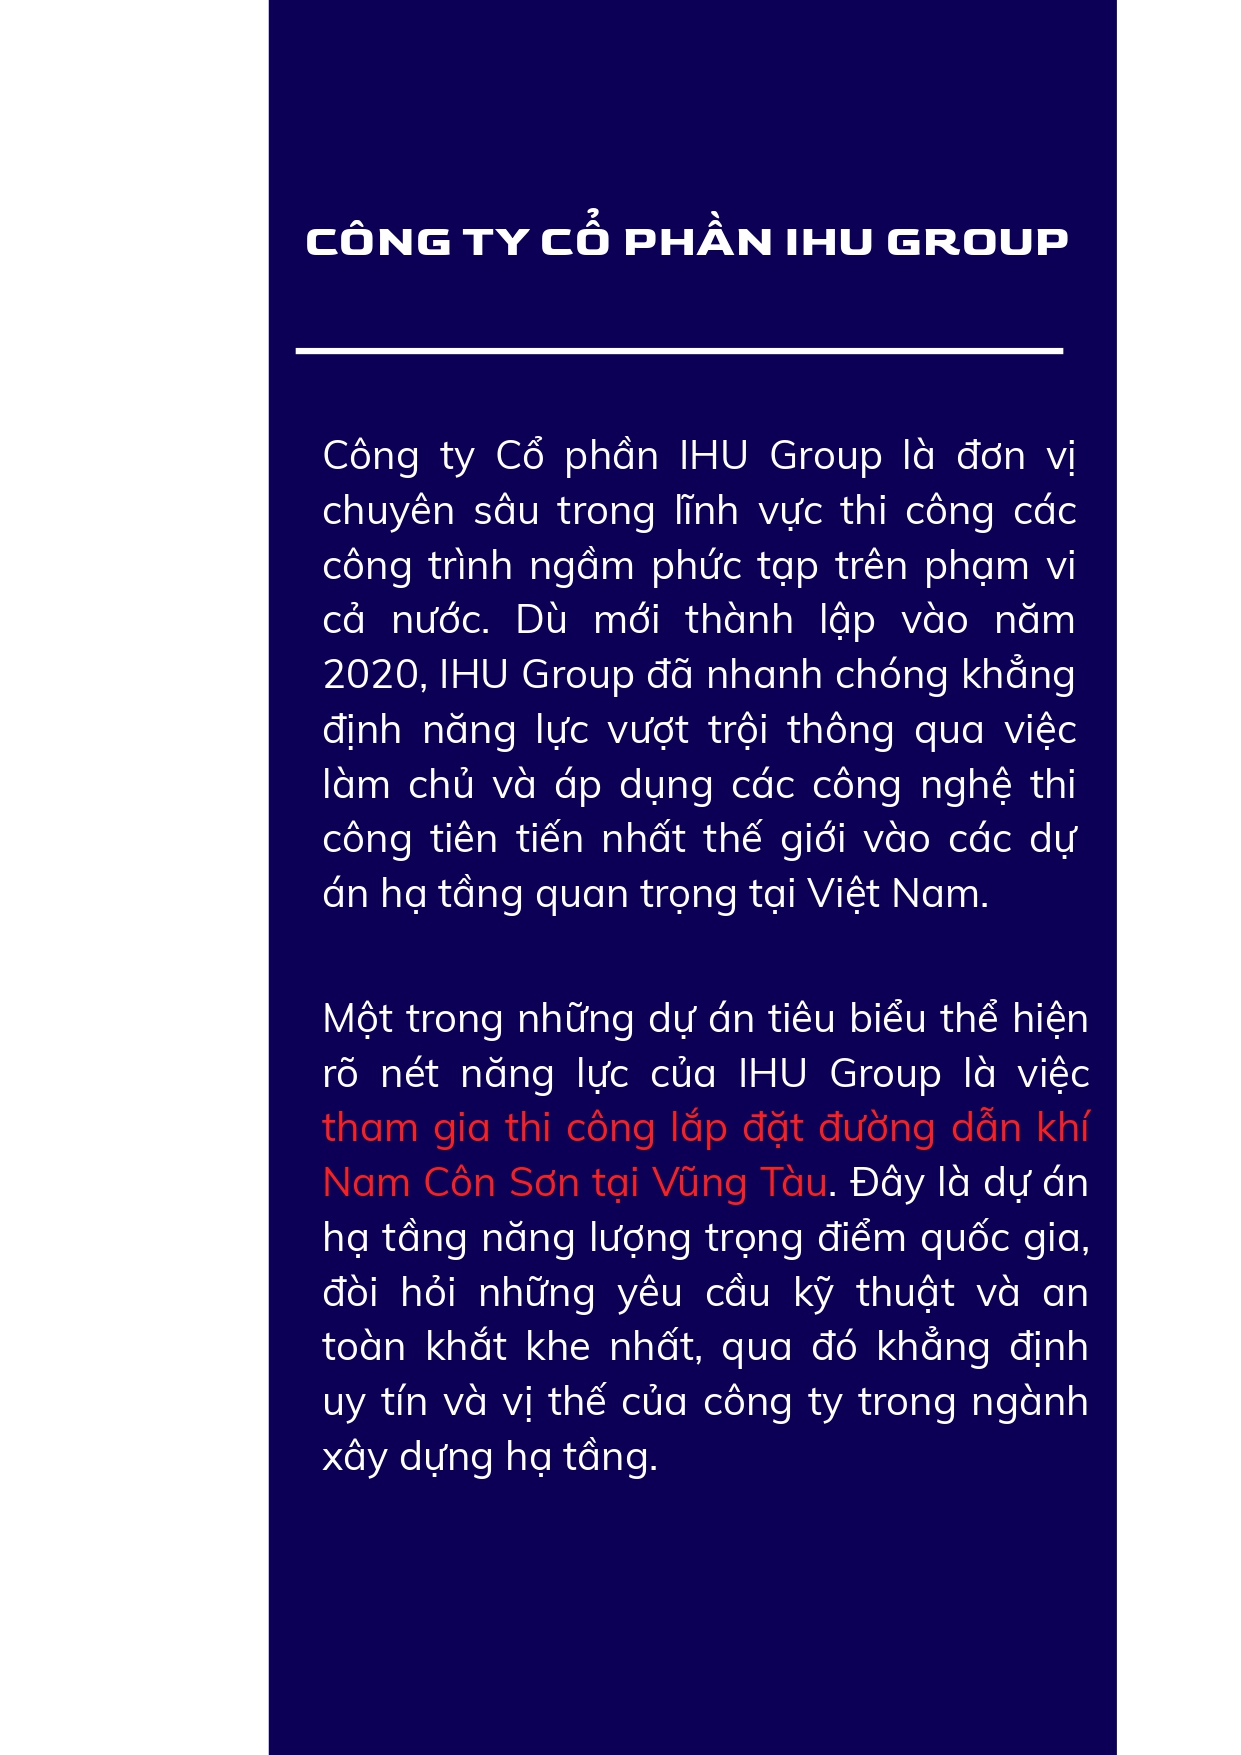 CÔNG TY CỔ PHẦN IHU GROUP
Công ty Cổ phần IHU Group là đơn vị
chuyên sâu trong lĩnh vực thi công các
công trình ngầm phức tạp trên phạm vi
cả nước. Dù mới thành lập vào năm
2020, IHU Group đã nhanh chóng khẳng
định năng lực vượt trội thông qua việc
làm chủ và áp dụng các công nghệ thi
công tiên tiến nhất thế giới vào các dự
án hạ tầng quan trọng tại Việt Nam.
Một trong những dự án tiêu biểu thể hiện
rõ nét năng lực của IHU Group là việc
tham gia thi công lắp đặt đường dẫn khí
Nam Côn Sơn tại Vũng Tàu. Đây là dự án
hạ tầng năng lượng trọng điểm quốc gia,
đòi hỏi những yêu cầu kỹ thuật và an
toàn khắt khe nhất, qua đó khẳng định
uy tín và vị thế của công ty trong ngành
xây dựng hạ tầng.